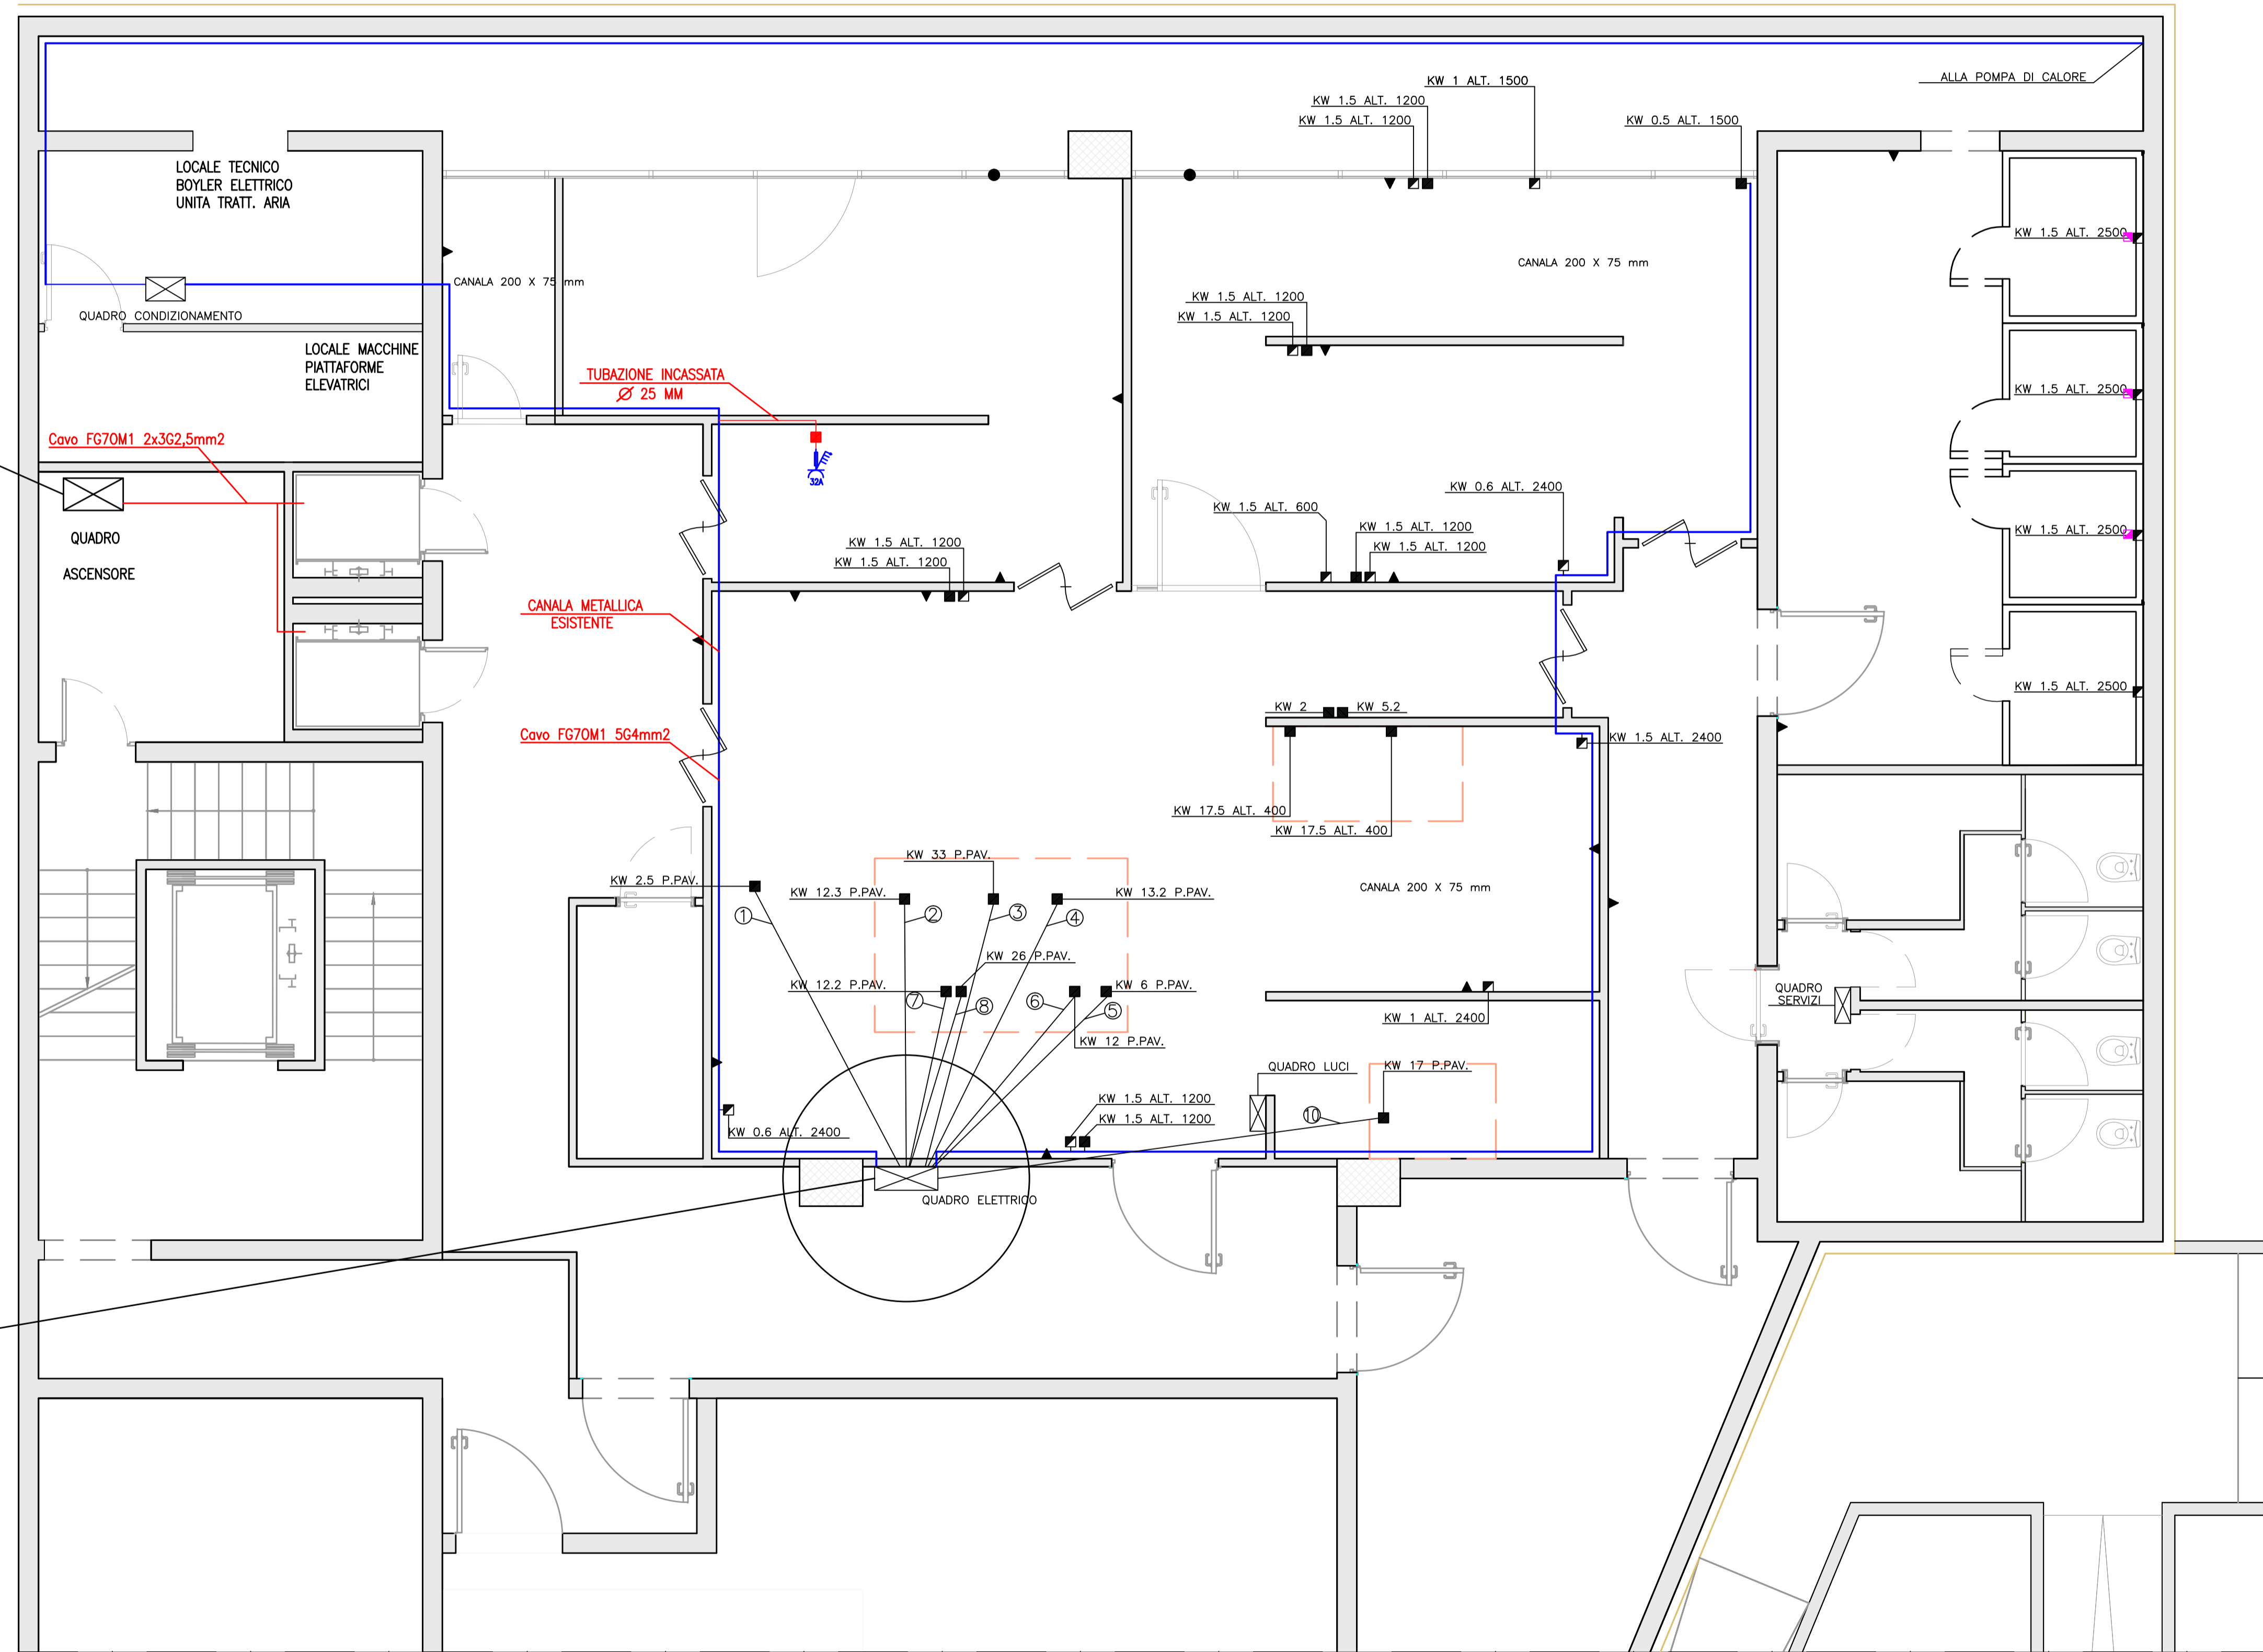 ALLA POMPA DI CALORE
KW 1 ALT. 1500
KW 1.5 ALT. 1200
KW 1.5 ALT. 1200
KW 0.5 ALT. 1500
LOCALE TECNICO
BOYLER ELETTRICO
UNITA TRATT. ARIA
KW 1.5 ALT. 2500
CANALA 200 X 75 mm
CANALA 200 X 75 mm
QUADRO CONDIZIONAMENTO
KW 1.5 ALT. 1200
KW 1.5 ALT. 1200
LOCALE MACCHINE
PIATTAFORME
ELEVATRICI
TUBAZIONE INCASSATA
Ø 25 MM
KW 1.5 ALT. 2500
Cavo FG7OM1 2x3G2,5mm2
32A
KW 0.6 ALT. 2400
KW 1.5 ALT. 600
KW 1.5 ALT. 1200
KW 1.5 ALT. 1200
KW 1.5 ALT. 2500
QUADRO
ASCENSORE
KW 1.5 ALT. 1200
KW 1.5 ALT. 1200
CANALA METALLICA
ESISTENTE
KW 1.5 ALT. 2500
KW 2
KW 5.2
Cavo FG7OM1 5G4mm2
KW 1.5 ALT. 2400
KW 17.5 ALT. 400
KW 17.5 ALT. 400
KW 33 P.PAV.
KW 2.5 P.PAV.
KW 12.3 P.PAV.
KW 13.2 P.PAV.
CANALA 200 X 75 mm
1
2
3
4
KW 26 P.PAV.
KW 12.2 P.PAV.
KW 6 P.PAV.
7
8
6
5
KW 1 ALT. 2400
KW 12 P.PAV.
QUADRO
SERVIZI
QUADRO LUCI
KW 17 P.PAV.
KW 1.5 ALT. 1200
KW 1.5 ALT. 1200
10
KW 0.6 ALT. 2400
QUADRO ELETTRICO